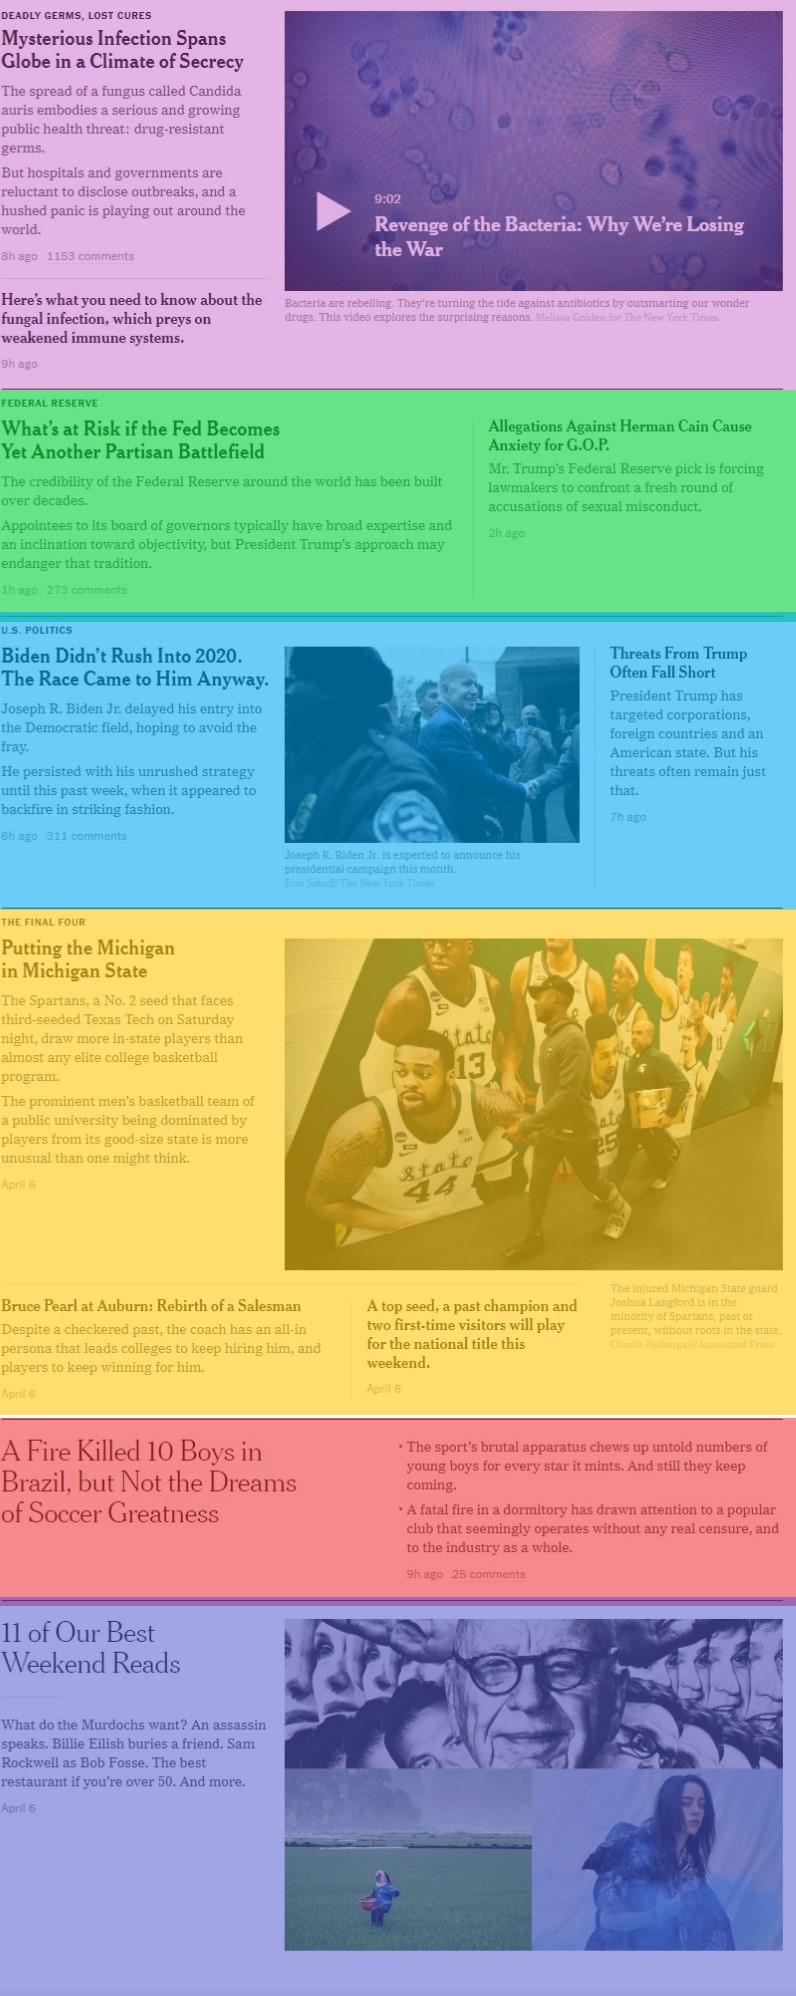 DEADLY GERMS, LOST CURES
Mysterious Infection Spans
Globe in a Climate of Secrecy
The spread of a fungus called Candida
auris embodies a serious and growing
public health threat: drug-resistant
germs.
But hospitals and governments are
reluctant to disclose outbreaks, and a
hushed panic is playing out around the
world.
8h ago 1153 comments
Here's what you need to know about the
fungal infection, which preys on
weakened immune systems.
9h ago
9:02
Revenge of the Bacteria: Why We're Losing
the War
Bacteria are rebelling. They're turning the tide against antibiotics by outsmarting our wonder
drugs. This video explores the surprising reasons. Melissa Golden for The New York Times
FEDERAL RESERVE
What's at Risk if the Fed Becomes
Yet Another Partisan Battlefield
The credibility of the Federal Reserve around the world has been built
over decades.
Appointees to its board of governors typically have broad expertise and
an inclination toward objectivity, but President Trump's approach may
endanger that tradition.
1h ago 273 comments
Allegations Against Herman Cain Cause
Anxiety for G.O.P.
Mr. Trump's Federal Reserve pick is forcing
lawmakers to confront a fresh round of
accusations of sexual misconduct.
2h ago
U.S. POLITICS
Biden Didn't Rush Into 2020.
The Race Came to Him Anyway.
Joseph R. Biden Jr. delayed his entry into
the Democratic field, hoping to avoid the
fray.
He persisted with his unrushed strategy
until this past week, when it appeared to
backfire in striking fashion.
6h ago 311 comments
Joseph R. Biden Jr. is expected to announce his
presidential campaign this month.
Erin Schaff/The New York Times
Threats From Trump
Often Fall Short
President Trump has
targeted corporations,
foreign countries and an
American state. But his
threats often remain just
that.
7h ago
THE FINAL FOUR
Putting the Michigan
in Michigan State
The Spartans, a No. 2 seed that faces
third-seeded Texas Tech on Saturday
night, draw more in-state players than
almost any elite college basketball
program.
The prominent men's basketball team of
a public university being dominated by
players from its good-size state is more
unusual than one might think.
April 6
State
13
State
44
25
11
Bruce Pearl at Auburn: Rebirth of a Salesman
Despite a checkered past, the coach has an all-in
persona that leads colleges to keep hiring him, and
players to keep winning for him.
April 6
A top seed, a past champion and
two first-time visitors will play
for the national title this
weekend.
April 6
The injured Michigan State guard
Joshua Langford is in the
minority of Spartans, past or
present, without roots in the state.
Charlie Neibergall/Associated Press
A Fire Killed 10 Boys in
Brazil, but Not the Dreams
of Soccer Greatness
• The sport's brutal apparatus chews up untold numbers of
young boys for every star it mints. And still they keep
coming.
• A fatal fire in a dormitory has drawn attention to a popular
club that seemingly operates without any real censure, and
to the industry as a whole.
9h ago 25 comments
11 of Our Best
Weekend Reads
What do the Murdochs want? An assassin
speaks. Billie Eilish buries a friend. Sam
Rockwell as Bob Fosse. The best
restaurant if you're over 50. And more.
April 6